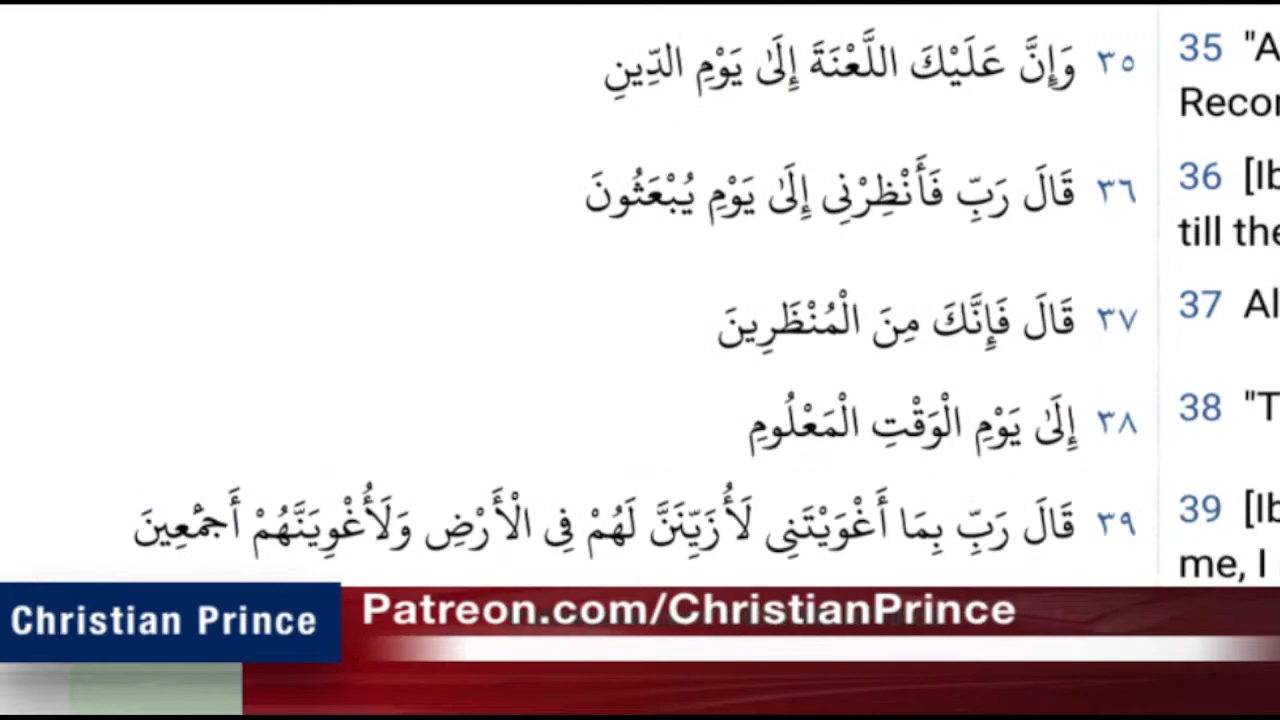 ٣٥ وَإِنَّ عَلَيْكَ اللَّعْنَةَ إِلَىٰ يَوْمِ الدِّينِ
35 "A
Recor
٣٦ قَالَ رَبِّ فَأَنْظِرْنِى إِلَىٰ يَوْمِ يُبْعَثُونَ
36 [Ib
till the
٣٧ قَالَ فَإِنَّكَ مِنَ الْمُنْظَرِينَ
37 Al
٣٨ إِلَىٰ يَوْمِ الْوَقْتِ الْمَعْلُومِ
38 "T
٣٩ قَالَ رَبِّ بِمَا أَغْوَيْتَنِى لَأُزَيِّنَنَّ لَهُمْ فِى الْأَرْضِ وَلَأُغْوِيَنَّهُمْ أَجْمَعِينَ
39 [Ib
me, I
Christian Prince
Patreon.com/ChristianPrince